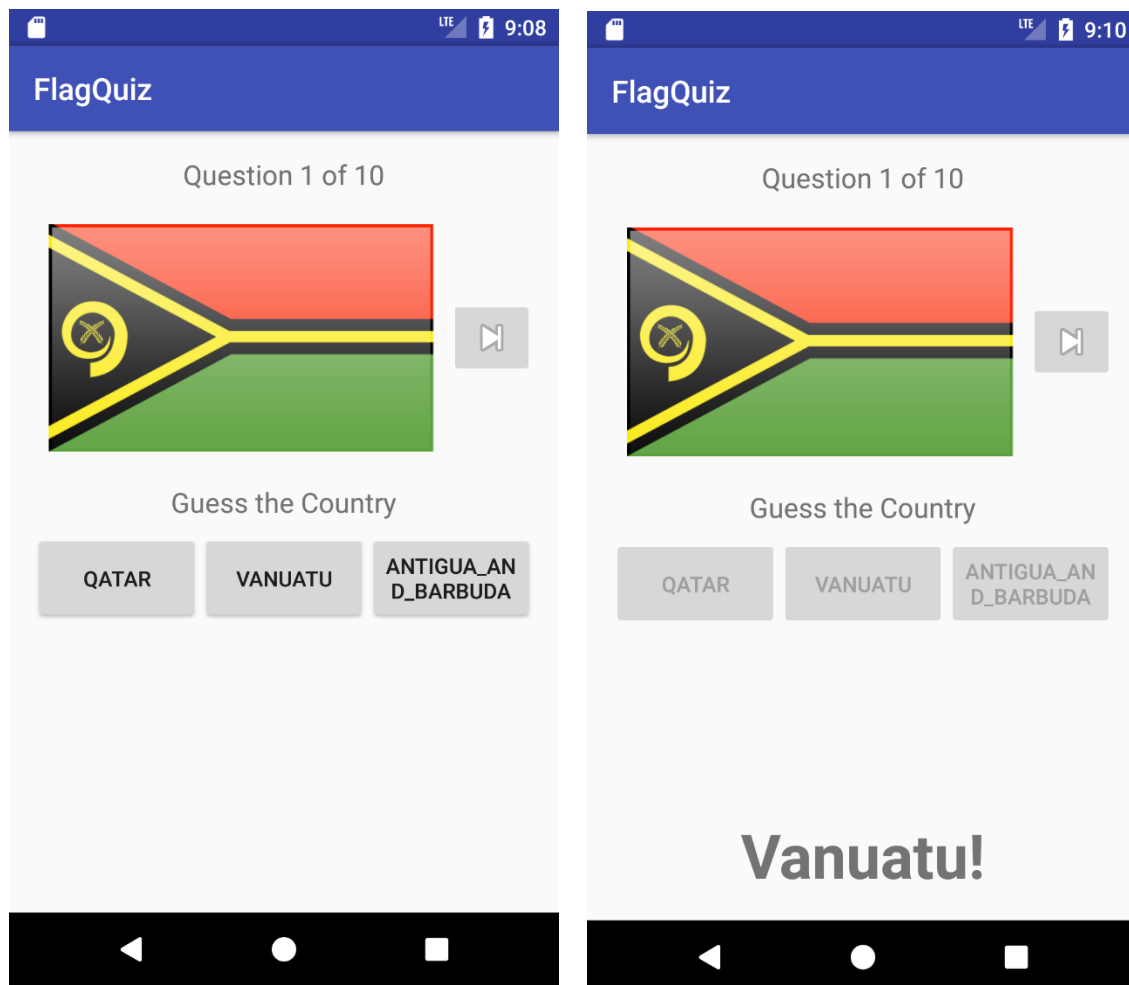 LTE 9:08
FlagQuiz
Question 1 of 10
Guess the Country
QATAR
VANUATU
ANTIGUA_AN
D_BARBUDA
LTE 9:10
FlagQuiz
Question 1 of 10
Guess the Country
QATAR
VANUATU
ANTIGUA_AN
D_BARBUDA
Vanuatu!